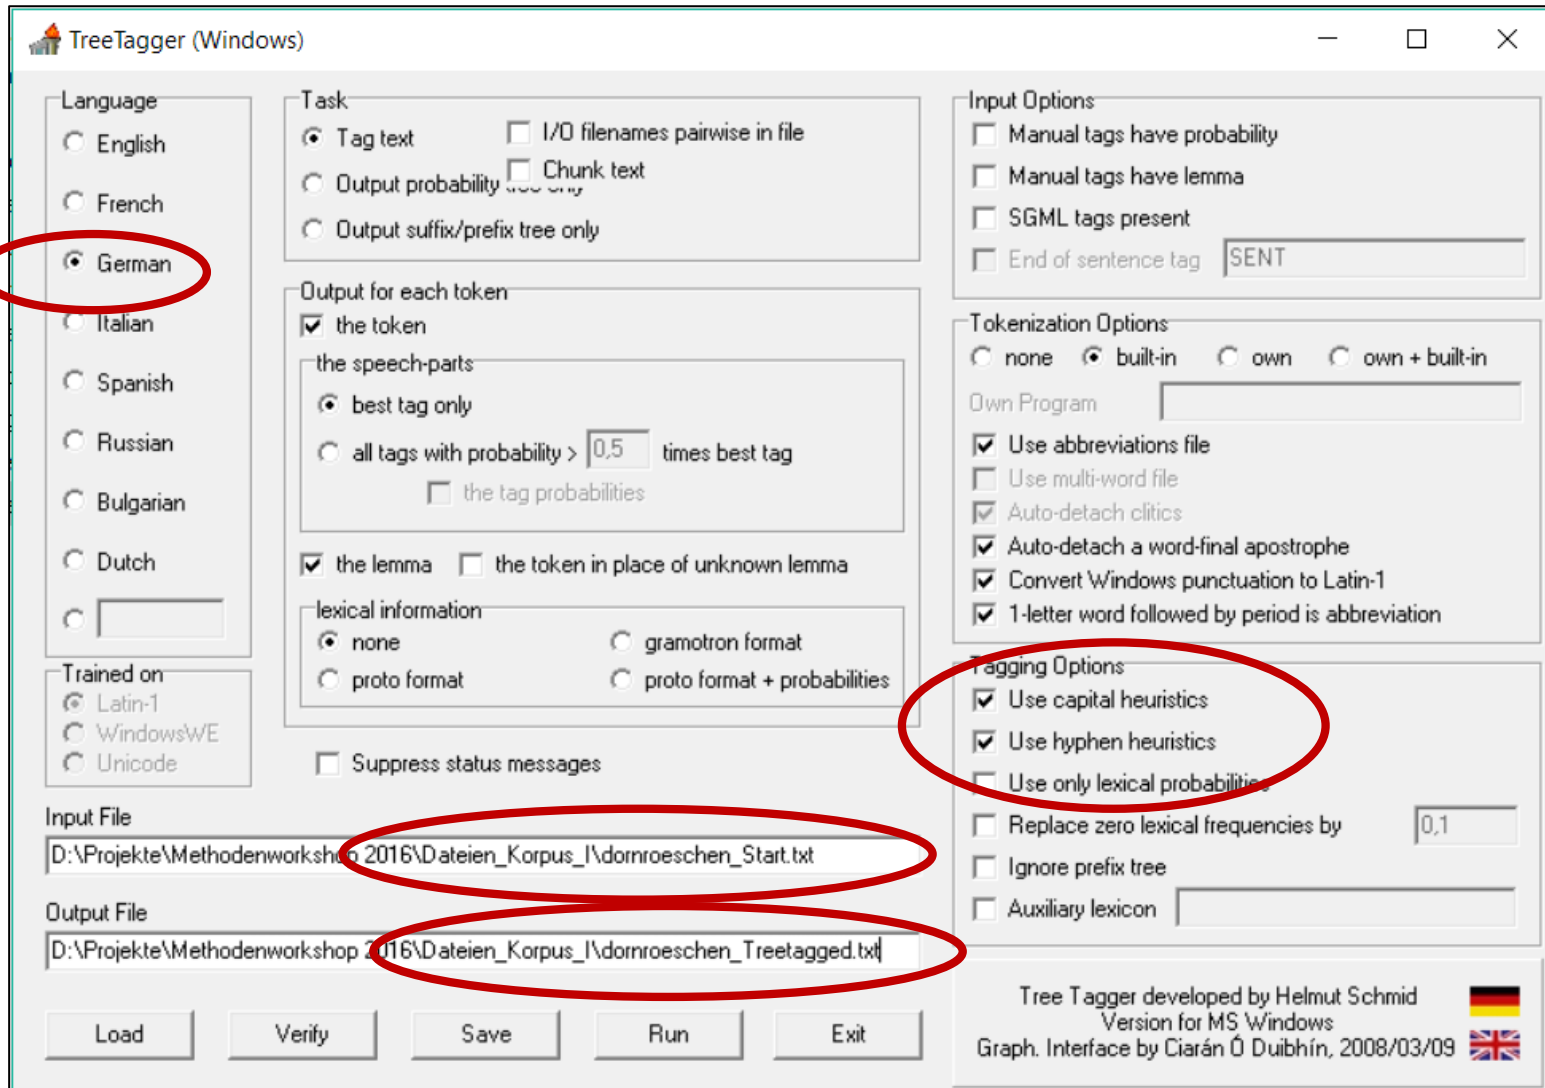 TreeTagger (Windows)
Language
English
French
German
Italian
Spanish
Russian
Bulgarian
Dutch
Trained on
Latin-1
WindowsWE
Unicode
Task
Tag text
I/O filenames pairwise in file
Chunk text
Output probability tree only
Output suffix/prefix tree only
Output for each token
the token
the speech-parts
best tag only
all tags with probability > 0,5 times best tag
the tag probabilities
the lemma
the token in place of unknown lemma
lexical information
none
gramotron format
proto format
proto format + probabilities
Suppress status messages
Input File
D:\Projekte\Methodenworkshop 2016\Dateien_Korpus_I\dornroeschen_Start.txt
Output File
D:\Projekte\Methodenworkshop 2016\Dateien_Korpus_I\dornroeschen_Treetagged.txt
Load Verify Save Run Exit
Input Options
Manual tags have probability
Manual tags have lemma
SGML tags present
End of sentence tag SENT
Tokenization Options
none built-in own own + built-in
Own Program
Use abbreviations file
Use multi-word file
Auto-detach clitics
Auto-detach a word-final apostrophe
Convert Windows punctuation to Latin-1
1-letter word followed by period is abbreviation
Tagging Options
Use capital heuristics
Use hyphen heuristics
Use only lexical probabilities
Replace zero lexical frequencies by 0,1
Ignore prefix tree
Auxiliary lexicon
Tree Tagger developed by Helmut Schmid
Version for MS Windows
Graph. Interface by Ciarán Ó Duibhín, 2008/03/09